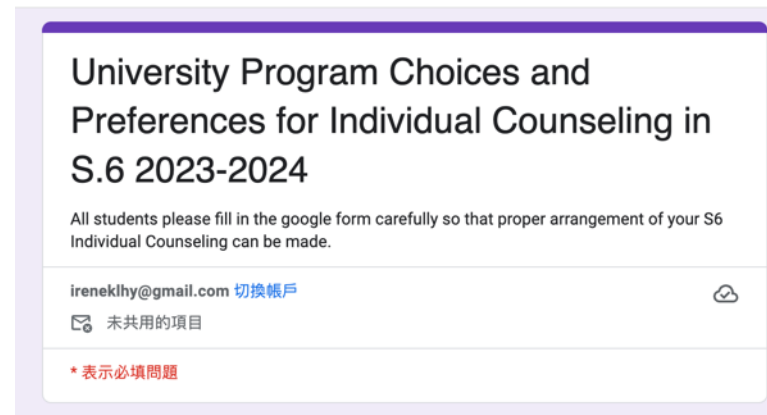 University Program Choices and
Preferences for Individual Counseling in
S.6 2023-2024
All students please fill in the google form carefully so that proper arrangement of your S6
Individual Counseling can be made.
ireneklhy@gmail.com 切換帳戶
未共用的項目
* 表示必填問題